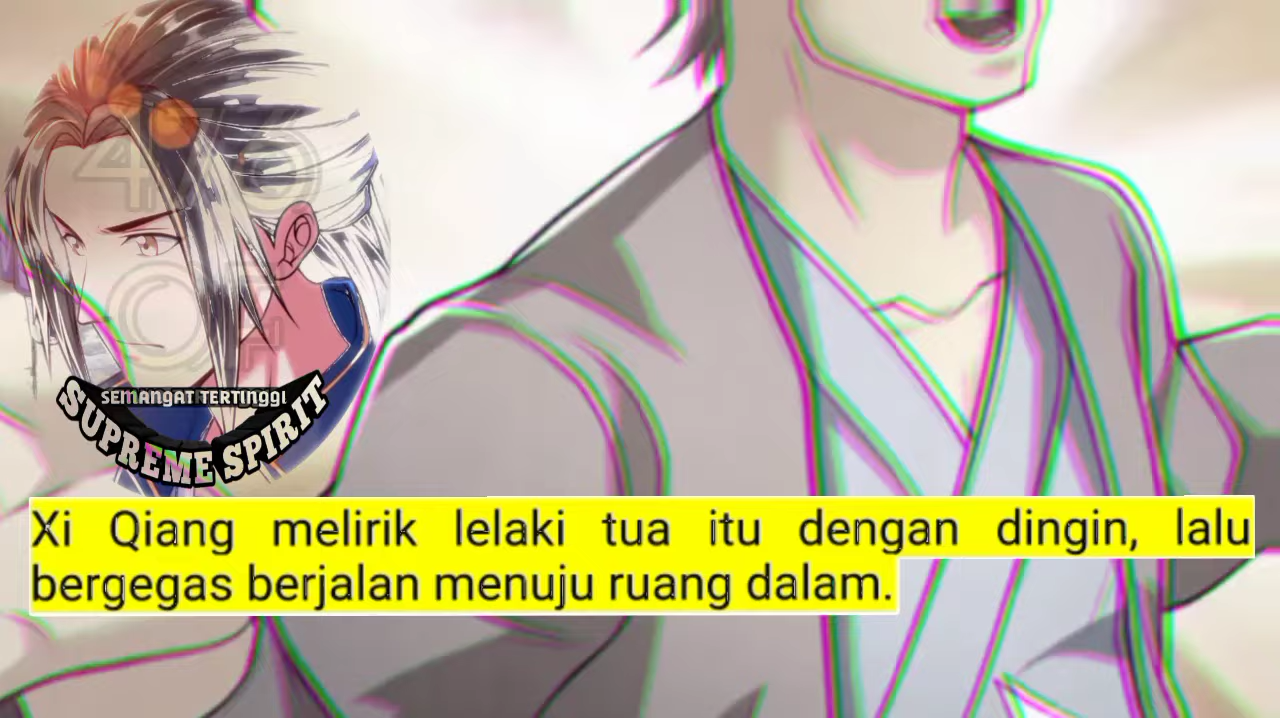 SEMANGAT TERTINGGI
SUPREME SPIRIT
Xi Qiang melirik lelaki tua itu dengan dingin, lalu
bergegas berjalan menuju ruang dalam.